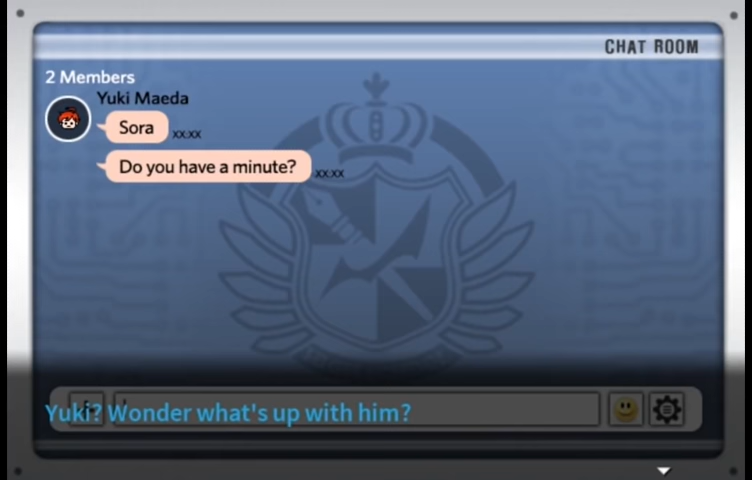 CHAT ROOM
2 Members
Yuki Maeda
Sora
xx:xx
Do you have a minute?
xx:xx
Yuki? Wonder what's up with him?